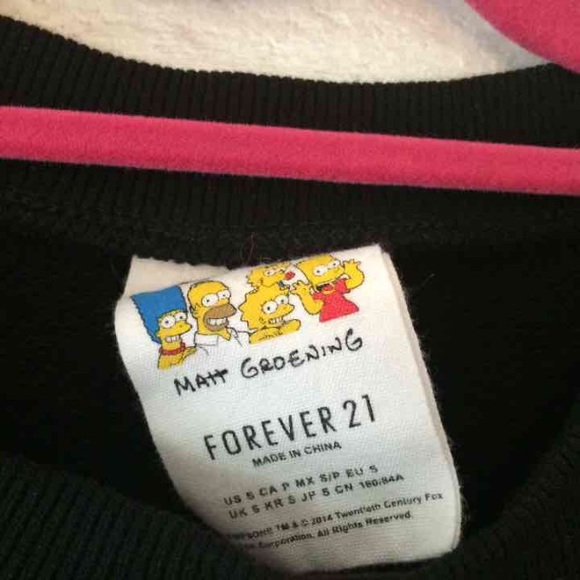 MATT GROENING
FOREVER 21
MADE IN CHINA
US S CA P MX S/P EU S
UK S KR S JP S CN 160/84A
TM & © 2014 Twentieth Century Fox
Corporation. All Rights Reserved.